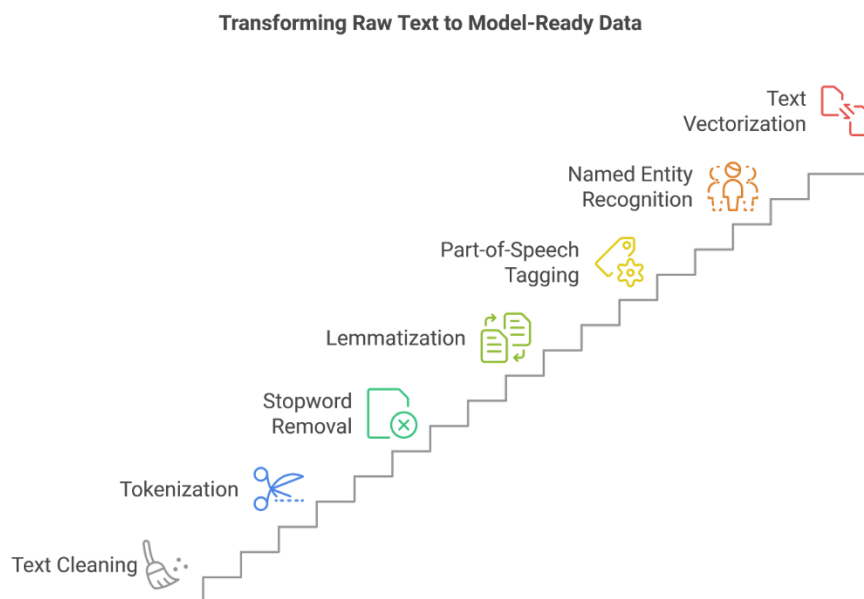 Transforming Raw Text to Model-Ready Data
Text
Vectorization
Named Entity
Recognition
Part-of-Speech
Tagging
Lemmatization
Stopword
Removal
Tokenization
Text Cleaning